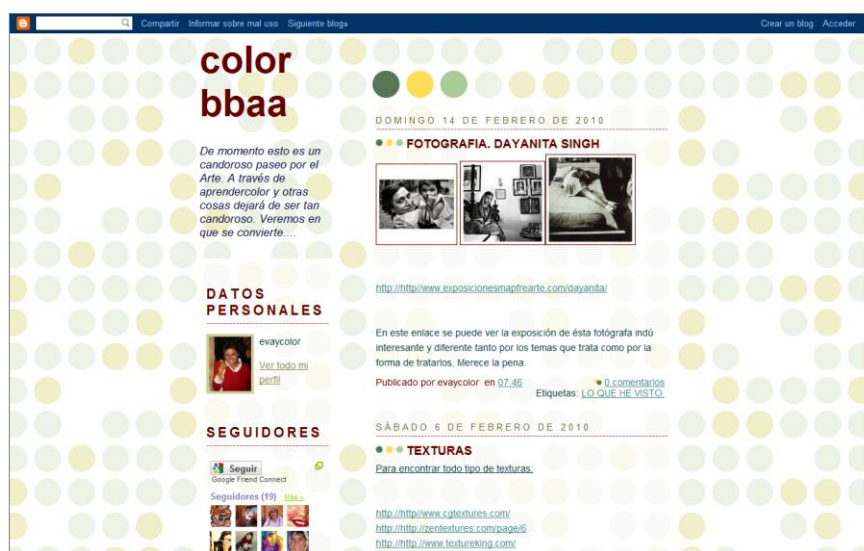 Compartir Informar sobre mal uso Siguiente blog»
Crear un blog Acceder
color
bbaa
De momento esto es un
candoroso paseo por el
Arte. A través de
aprendercolor y otras
cosas dejará de ser tan
candoroso. Veremos en
que se convierte....
DATOS
PERSONALES
evaycolor
Ver todo mi
perfil
SEGUIDORES
Seguir
Google Friend Connect
Seguidores (19) Más »
DOMINGO 14 DE FEBRERO DE 2010
FOTOGRAFIA. DAYANITA SINGH
http://http//www.exposicionesmapfrearte.com/dayanita/
En este enlace se puede ver la exposición de ésta fotógrafa indú
interesante y diferente tanto por los temas que trata como por la
forma de tratarlos. Merece la pena.
Publicado por evaycolor en 07.46
0 comentarios
Etiquetas: LO QUE HE VISTO.
SÁBADO 6 DE FEBRERO DE 2010
TEXTURAS
Para encontrar todo tipo de texturas:
http://http//www.cgtextures.com/
http://http://zentextures.com/page/6
http://http://www.textureking.com/